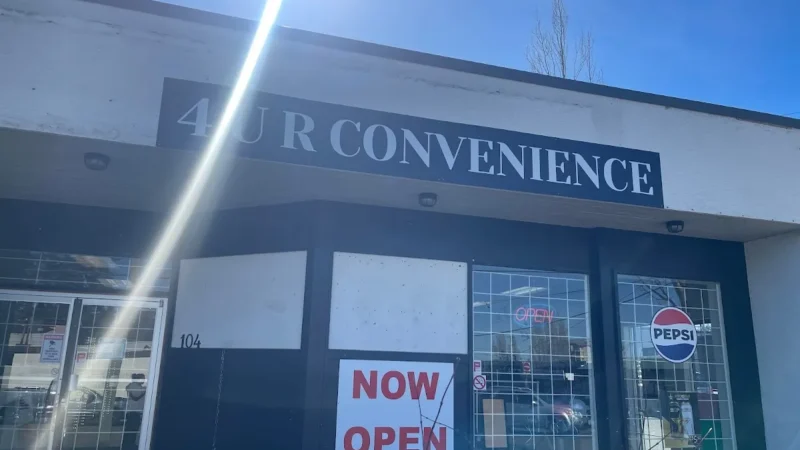 4 U R CONVENIENCE
OPEN
PEPSI
104
NOW
OPEN